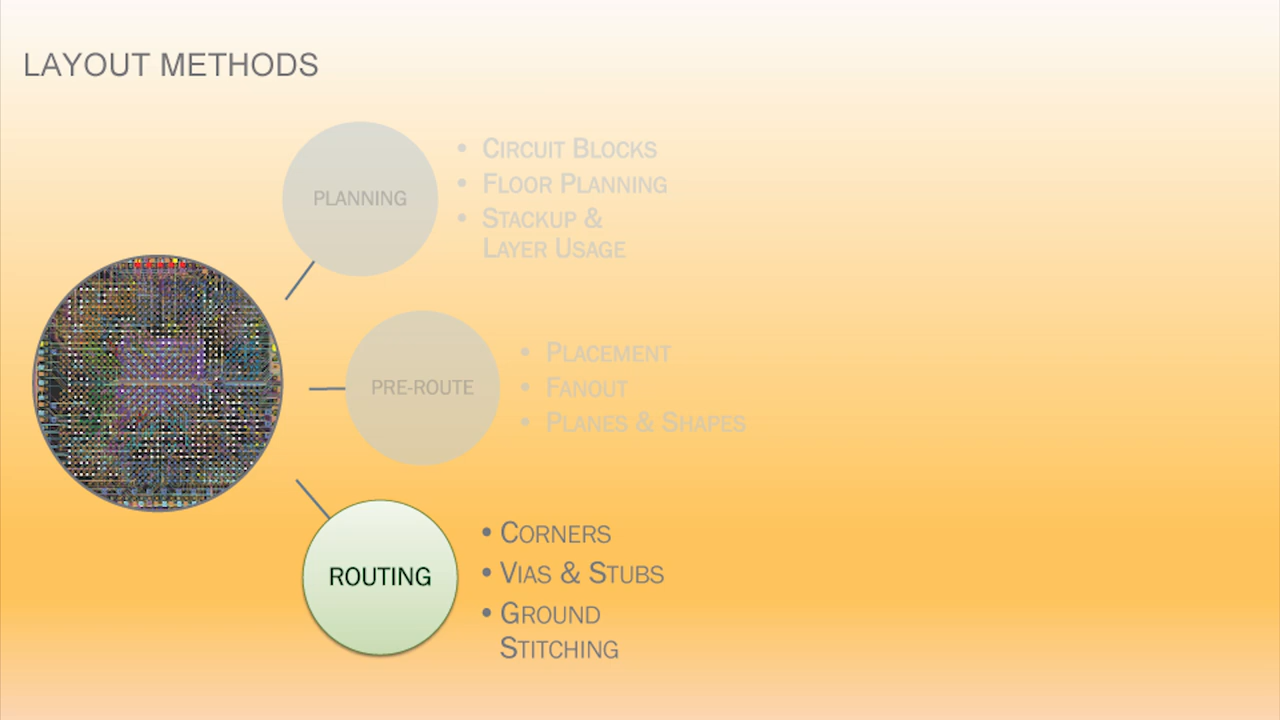 LAYOUT METHODS
PLANNING
• CIRCUIT BLOCKS
• FLOOR PLANNING
• STACKUP &
LAYER USAGE
PRE-ROUTE
• PLACEMENT
• FANOUT
• PLANES & SHAPES
ROUTING
• CORNERS
• VIAS & STUBS
• GROUND
STITCHING